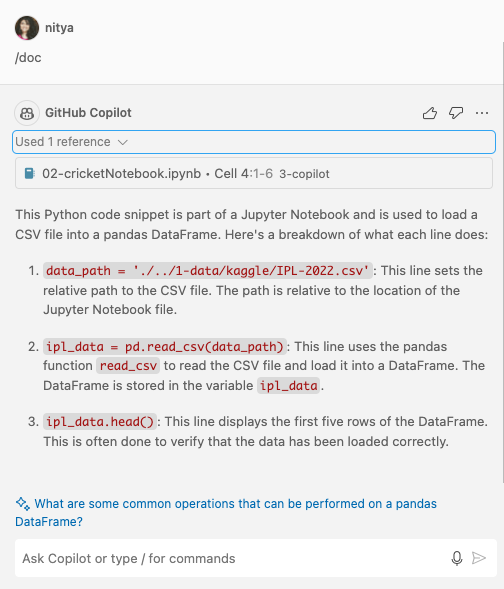 nitya
/doc
GitHub Copilot
Used 1 reference
02-cricketNotebook.ipynb • Cell 4:1-6 3-copilot
This Python code snippet is part of a Jupyter Notebook and is used to load a
CSV file into a pandas DataFrame. Here's a breakdown of what each line does:
1. data_path = './../1-data/kaggle/IPL-2022.csv': This line sets the
relative path to the CSV file. The path is relative to the location of the
Jupyter Notebook file.
2. ipl_data = pd.read_csv(data_path): This line uses the pandas
function read_csv to read the CSV file and load it into a DataFrame. The
DataFrame is stored in the variable ipl_data.
3. ipl_data.head(): This line displays the first five rows of the DataFrame.
This is often done to verify that the data has been loaded correctly.
What are some common operations that can be performed on a pandas
DataFrame?
Ask Copilot or type / for commands